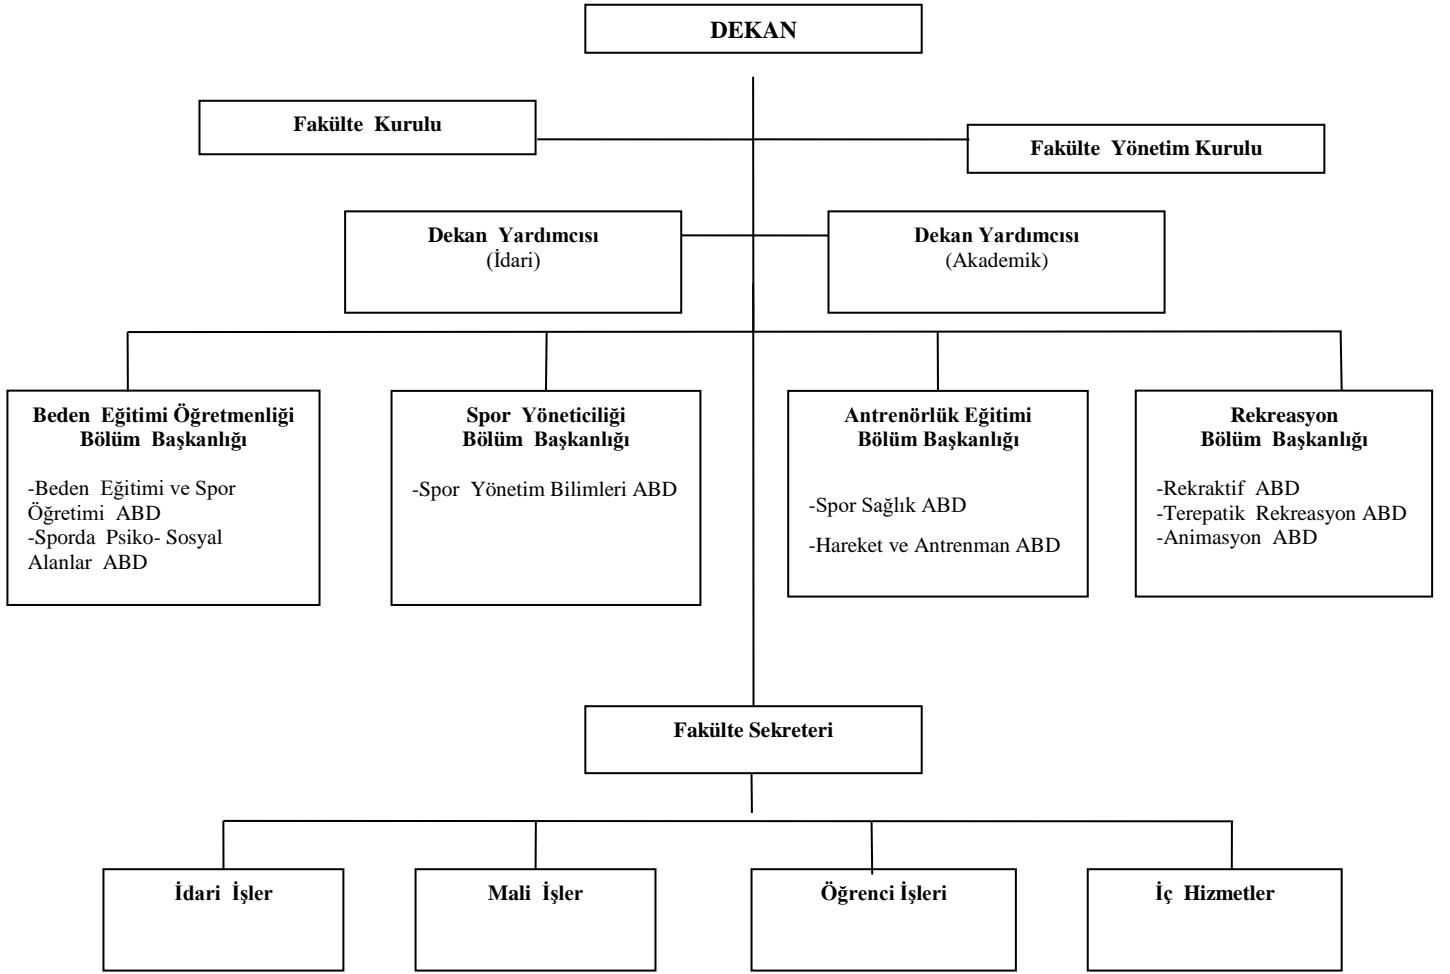 DEKAN
Fakülte Kurulu
Fakülte Yönetim Kurulu
Dekan Yardımcısı
(İdari)
Dekan Yardımcısı
(Akademik)
Beden Eğitimi Öğretmenliği
Bölüm Başkanlığı
-Beden Eğitimi ve Spor
Öğretimi ABD
-Sporda Psiko- Sosyal
Alanlar ABD
Spor Yöneticiliği
Bölüm Başkanlığı
-Spor Yönetim Bilimleri ABD
Antrenörlük Eğitimi
Bölüm Başkanlığı
-Spor Sağlık ABD
-Hareket ve Antrenman ABD
Rekreasyon
Bölüm Başkanlığı
-Rekraktif ABD
-Terepatik Rekreasyon ABD
-Animasyon ABD
Fakülte Sekreteri
İdari İşler
Mali İşler
Öğrenci İşleri
İç Hizmetler